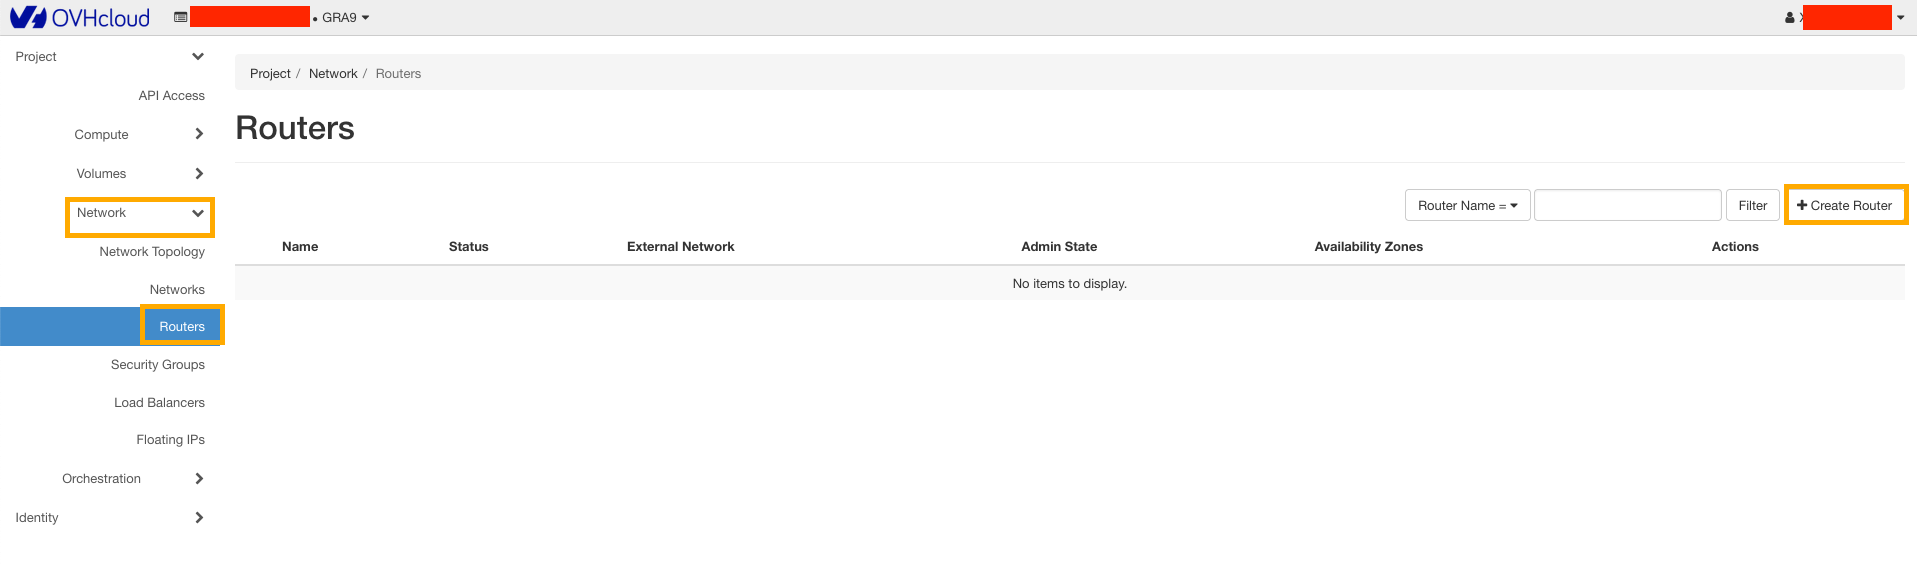 OVHcloud
• GRA9
Project
API Access
Compute
Volumes
Network
Network Topology
Networks
Routers
Security Groups
Load Balancers
Floating IPs
Orchestration
Identity
Project / Network / Routers
Routers
Router Name = Filter + Create Router
Name Status External Network Admin State Availability Zones Actions
No items to display.